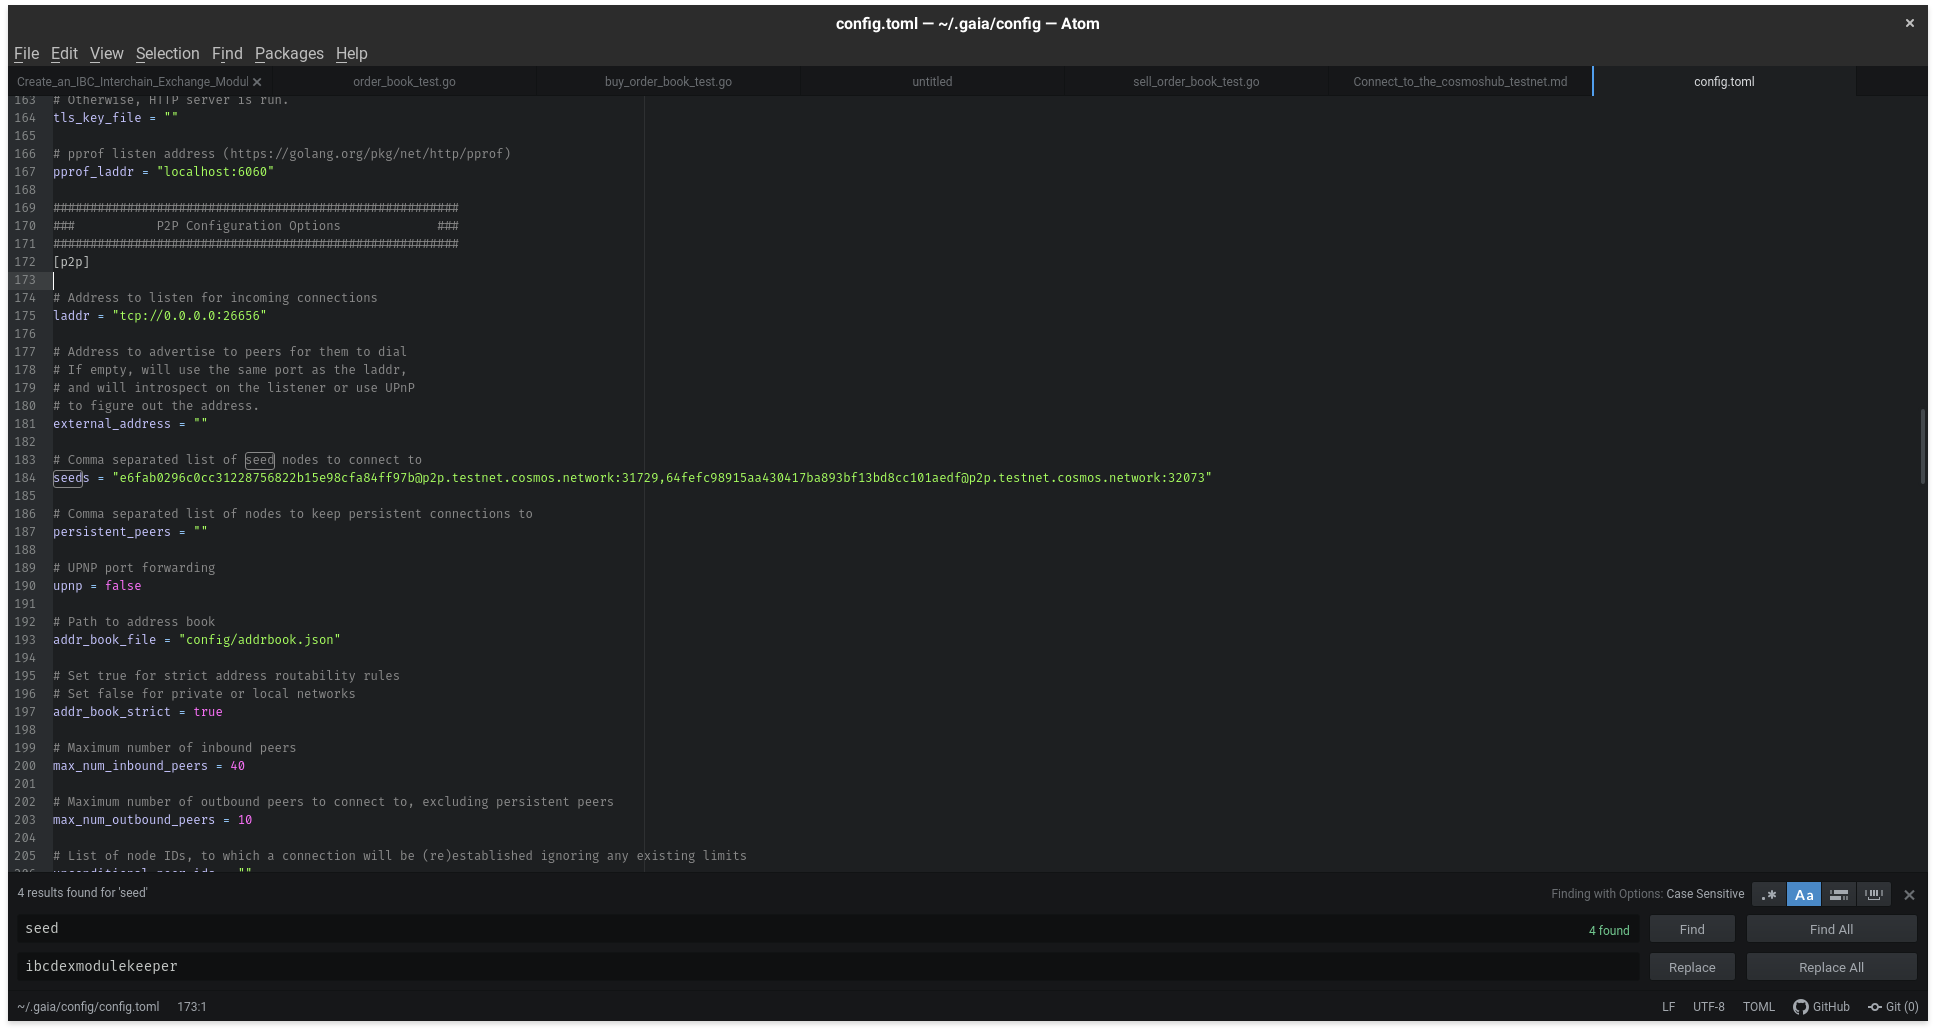 config.toml — ~/.gaia/config — Atom
File Edit View Selection Find Packages Help
Create_an_IBC_Interchain_Exchange_Modul order_book_test.go buy_order_book_test.go untitled sell_order_book_test.go Connect_to_the_cosmoshub_testnet.md config.toml
163 # Otherwise, HTTP server is run.
164 tls_key_file = ""
165
166 # pprof listen address (https://golang.org/pkg/net/http/pprof)
167 pprof_laddr = "localhost:6060"
168
169 #######################################################
170 ###           P2P Configuration Options             ###
171 #######################################################
172 [p2p]
173
174 # Address to listen for incoming connections
175 laddr = "tcp://0.0.0.0:26656"
176
177 # Address to advertise to peers for them to dial
178 # If empty, will use the same port as the laddr,
179 # and will introspect on the listener or use UPnP
180 # to figure out the address.
181 external_address = ""
182
183 # Comma separated list of seed nodes to connect to
184 seeds = "e6fab0296c0cc31228756822b15e98cfa84ff97b@p2p.testnet.cosmos.network:31729,64fefc98915aa430417ba893bf13bd8cc101aedf@p2p.testnet.cosmos.network:32073"
185
186 # Comma separated list of nodes to keep persistent connections to
187 persistent_peers = ""
188
189 # UPNP port forwarding
190 upnp = false
191
192 # Path to address book
193 addr_book_file = "config/addrbook.json"
194
195 # Set true for strict address routability rules
196 # Set false for private or local networks
197 addr_book_strict = true
198
199 # Maximum number of inbound peers
200 max_num_inbound_peers = 40
201
202 # Maximum number of outbound peers to connect to, excluding persistent peers
203 max_num_outbound_peers = 10
204
205 # List of node IDs, to which a connection will be (re)established ignoring any existing limits
206 unconditional_peer_ids = ""
4 results found for 'seed' Finding with Options: Case Sensitive .* Aa
seed 4 found Find Find All
ibcdexmodulekeeper Replace Replace All
~/.gaia/config/config.toml 173:1 LF UTF-8 TOML GitHub Git (0)